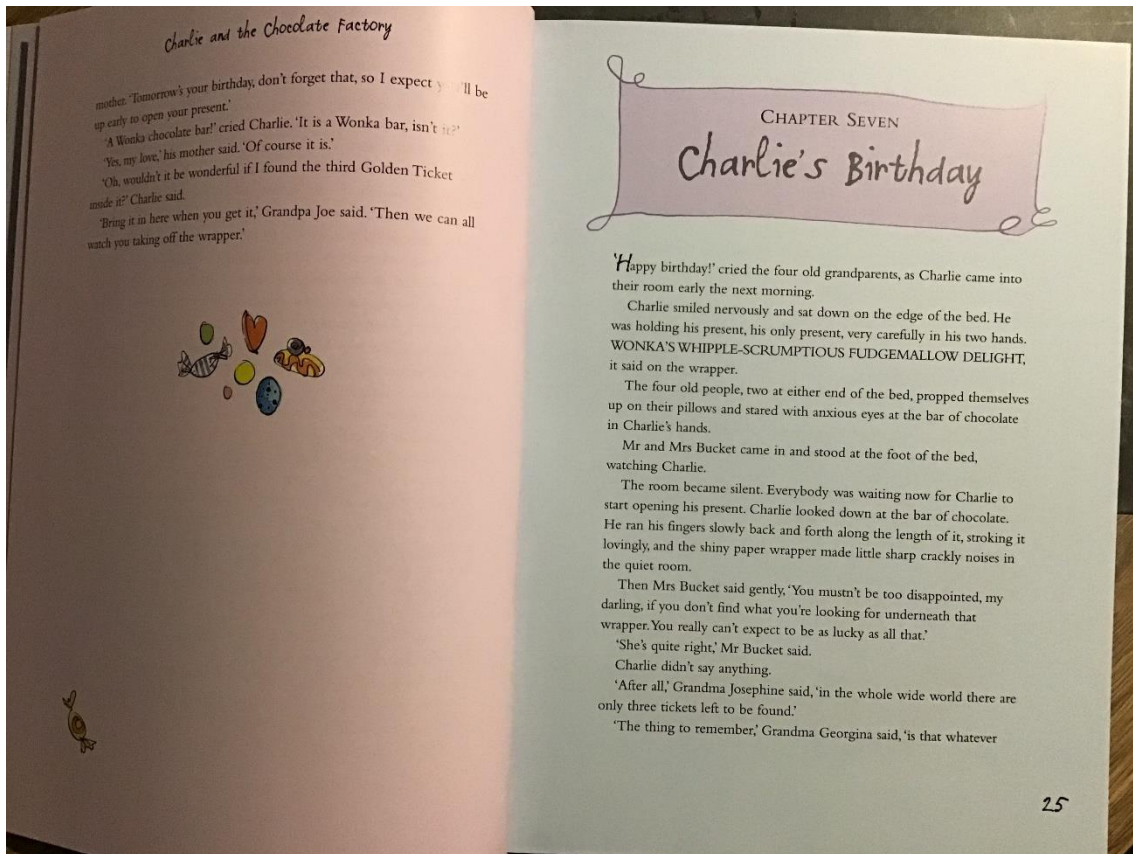 Charlie and the Chocolate Factory
mother. ‘Tomorrow’s your birthday, don’t forget that, so I expect ’ll be
up early to open your present.’
‘A Wonka chocolate bar!’ cried Charlie. ‘It is a Wonka bar, isn’t it?’
‘Yes, my love,’ his mother said. ‘Of course it is.’
‘Oh, wouldn’t it be wonderful if I found the third Golden Ticket
inside it?’ Charlie said.
‘Bring it in here when you get it,’ Grandpa Joe said. ‘Then we can all
watch you taking off the wrapper.’
CHAPTER SEVEN
Charlie’s Birthday
‘Happy birthday!’ cried the four old grandparents, as Charlie came into
their room early the next morning.
Charlie smiled nervously and sat down on the edge of the bed. He
was holding his present, his only present, very carefully in his two hands.
WONKA’S WHIPPLE-SCRUMPTIOUS FUDGEMALLOW DELIGHT,
it said on the wrapper.
The four old people, two at either end of the bed, propped themselves
up on their pillows and stared with anxious eyes at the bar of chocolate
in Charlie’s hands.
Mr and Mrs Bucket came in and stood at the foot of the bed,
watching Charlie.
The room became silent. Everybody was waiting now for Charlie to
start opening his present. Charlie looked down at the bar of chocolate.
He ran his fingers slowly back and forth along the length of it, stroking it
lovingly, and the shiny paper wrapper made little sharp crackly noises in
the quiet room.
Then Mrs Bucket said gently, ‘You mustn’t be too disappointed, my
darling, if you don’t find what you’re looking for underneath that
wrapper. You really can’t expect to be as lucky as all that.’
‘She’s quite right,’ Mr Bucket said.
Charlie didn’t say anything.
‘After all,’ Grandma Josephine said, ‘in the whole wide world there are
only three tickets left to be found.’
‘The thing to remember,’ Grandma Georgina said, ‘is that whatever
25